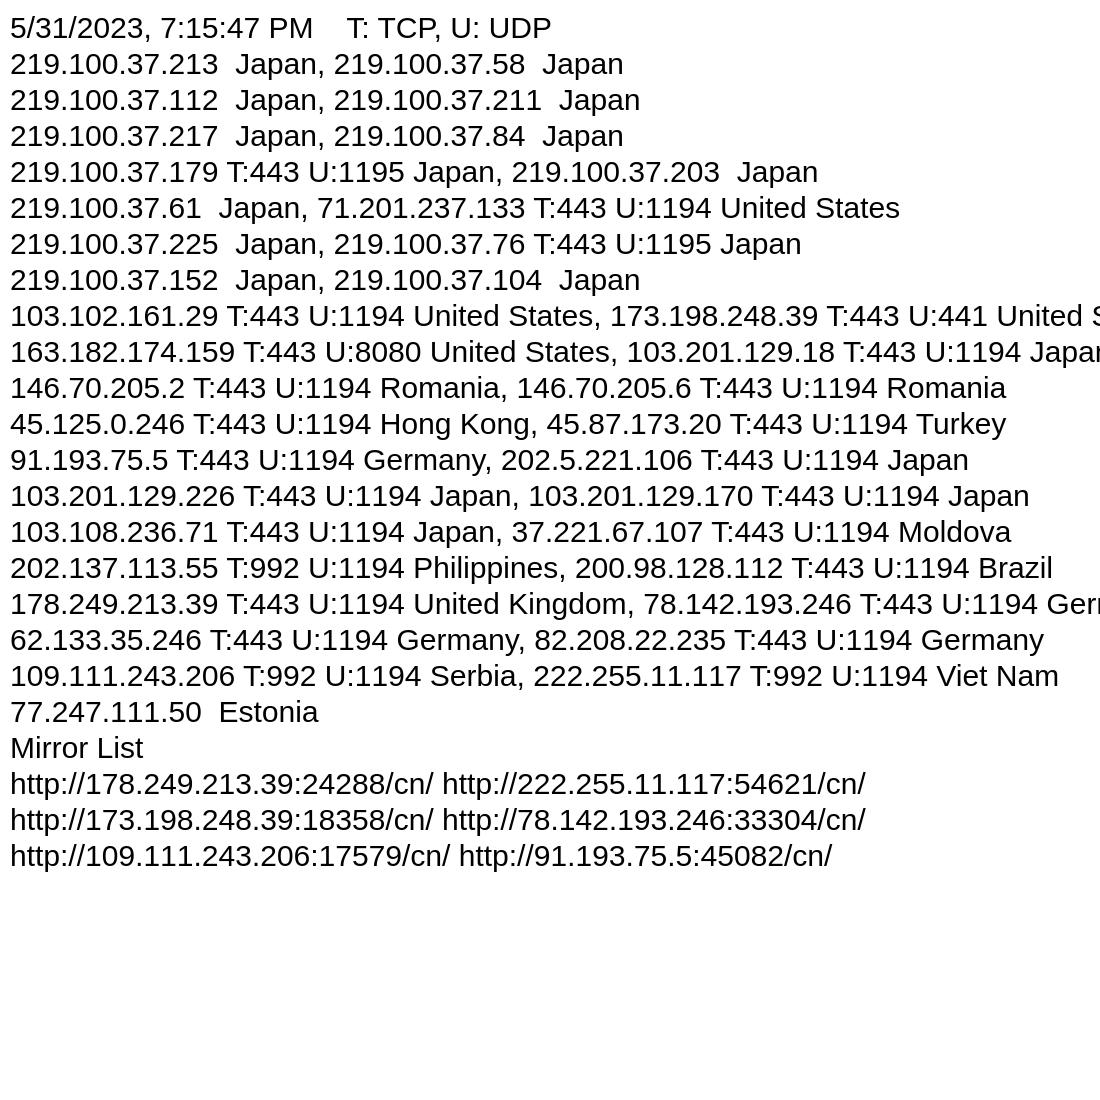 5/31/2023, 7:15:47 PM    T: TCP, U: UDP
219.100.37.213  Japan, 219.100.37.58  Japan
219.100.37.112  Japan, 219.100.37.211  Japan
219.100.37.217  Japan, 219.100.37.84  Japan
219.100.37.179 T:443 U:1195 Japan, 219.100.37.203  Japan
219.100.37.61  Japan, 71.201.237.133 T:443 U:1194 United States
219.100.37.225  Japan, 219.100.37.76 T:443 U:1195 Japan
219.100.37.152  Japan, 219.100.37.104  Japan
103.102.161.29 T:443 U:1194 United States, 173.198.248.39 T:443 U:441 United
163.182.174.159 T:443 U:8080 United States, 103.201.129.18 T:443 U:1194 Japan
146.70.205.2 T:443 U:1194 Romania, 146.70.205.6 T:443 U:1194 Romania
45.125.0.246 T:443 U:1194 Hong Kong, 45.87.173.20 T:443 U:1194 Turkey
91.193.75.5 T:443 U:1194 Germany, 202.5.221.106 T:443 U:1194 Japan
103.201.129.226 T:443 U:1194 Japan, 103.201.129.170 T:443 U:1194 Japan
103.108.236.71 T:443 U:1194 Japan, 37.221.67.107 T:443 U:1194 Moldova
202.137.113.55 T:992 U:1194 Philippines, 200.98.128.112 T:443 U:1194 Brazil
178.249.213.39 T:443 U:1194 United Kingdom, 78.142.193.246 T:443 U:1194
62.133.35.246 T:443 U:1194 Germany, 82.208.22.235 T:443 U:1194 Germany
109.111.243.206 T:992 U:1194 Serbia, 222.255.11.117 T:992 U:1194 Viet Nam
77.247.111.50  Estonia
Mirror List
http://178.249.213.39:24288/cn/ http://222.255.11.117:54621/cn/
http://173.198.248.39:18358/cn/ http://78.142.193.246:33304/cn/
http://109.111.243.206:17579/cn/ http://91.193.75.5:45082/cn/